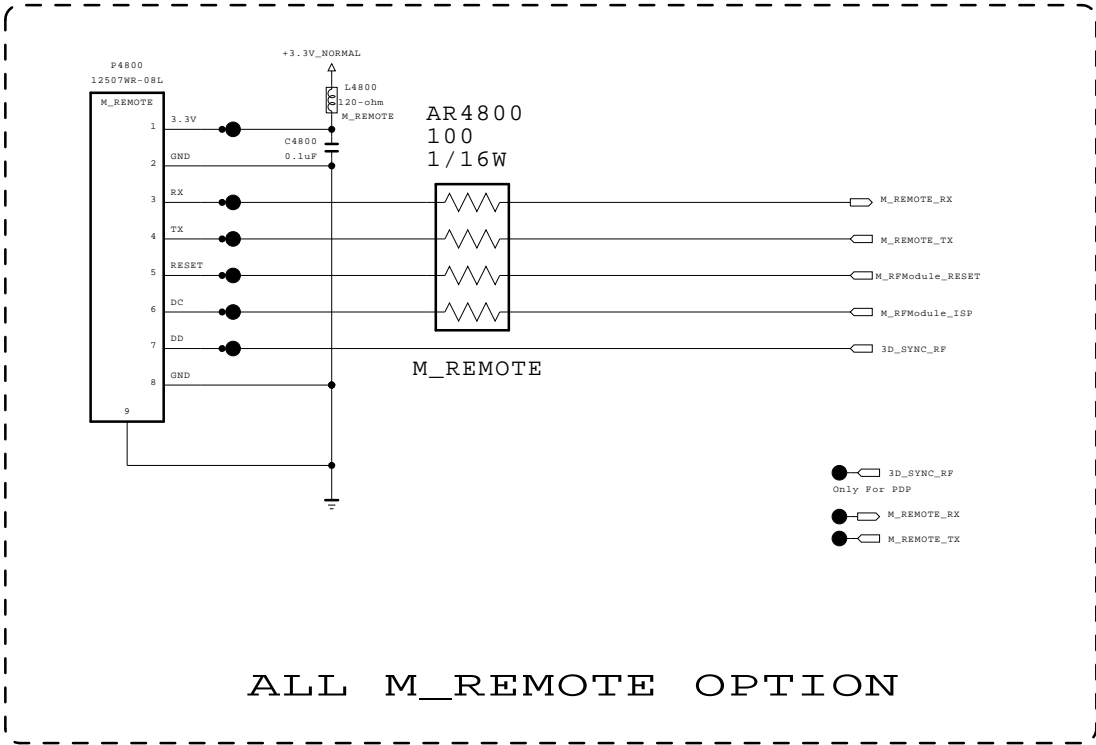 +3.3V_NORMAL
P4800
12507WR-08L
M_REMOTE
L4800
120-ohm
M_REMOTE
C4800
0.1uF
AR4800
100
1/16W
1 3.3V
2 GND
3 RX
4 TX
5 RESET
6 DC
7 DD
8 GND
9
M_REMOTE
M_REMOTE_RX
M_REMOTE_TX
M_RFModule_RESET
M_RFModule_ISP
3D_SYNC_RF
3D_SYNC_RF
Only For PDP
M_REMOTE_RX
M_REMOTE_TX
ALL M_REMOTE OPTION